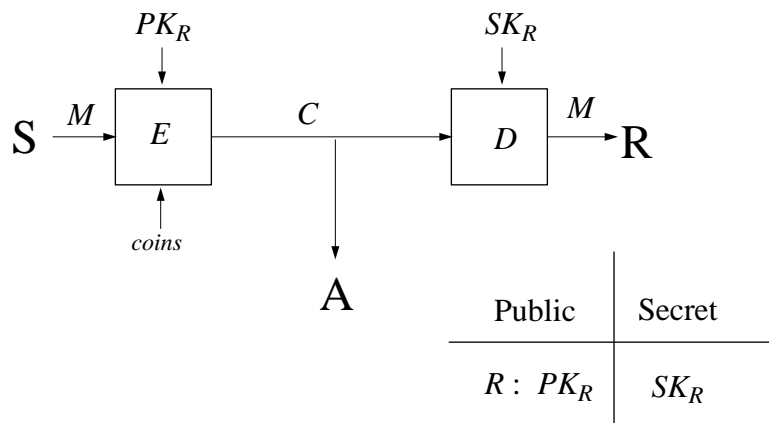 PK_R SK_R
S M E C D M R
coins
A
Public Secret
R : PK_R SK_R